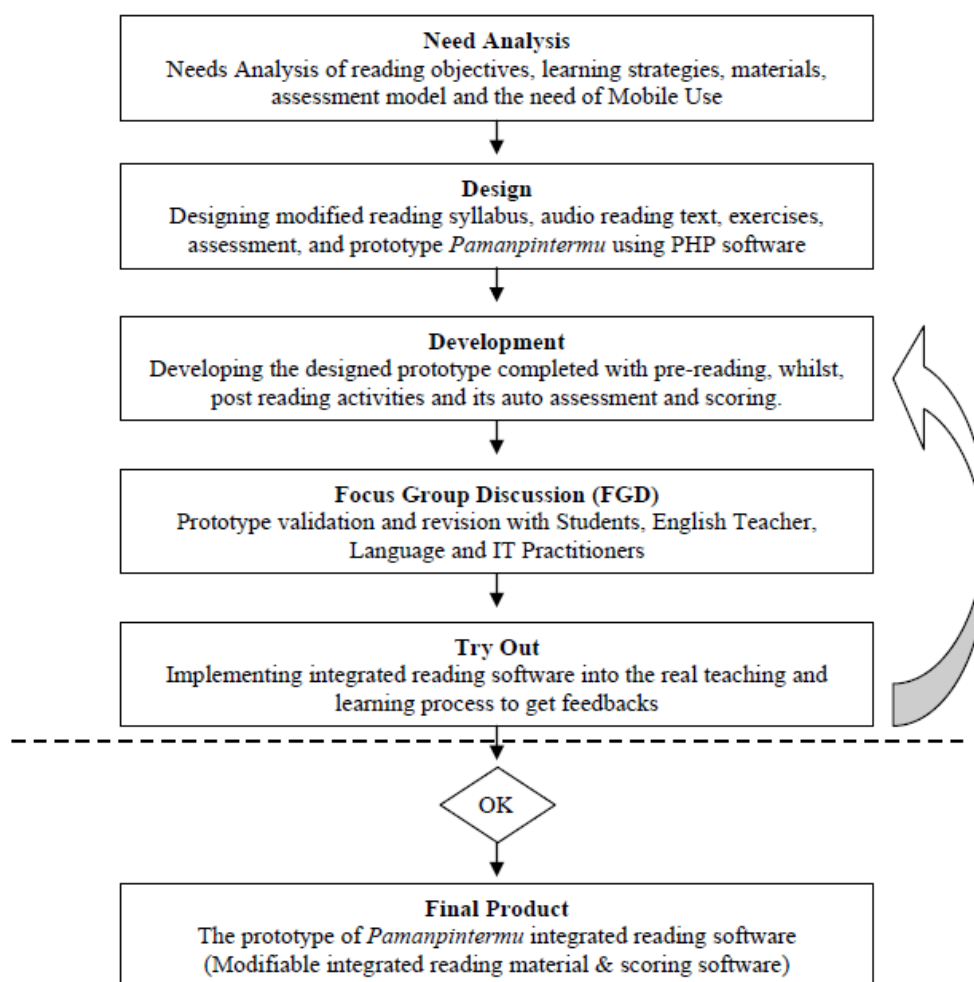 Need Analysis
Needs Analysis of reading objectives, learning strategies, materials,
assessment model and the need of Mobile Use
Design
Designing modified reading syllabus, audio reading text, exercises,
assessment, and prototype Pamanpintermu using PHP software
Development
Developing the designed prototype completed with pre-reading, whilst,
post reading activities and its auto assessment and scoring.
Focus Group Discussion (FGD)
Prototype validation and revision with Students, English Teacher,
Language and IT Practitioners
Try Out
Implementing integrated reading software into the real teaching and
learning process to get feedbacks
OK
Final Product
The prototype of Pamanpintermu integrated reading software
(Modifiable integrated reading material & scoring software)